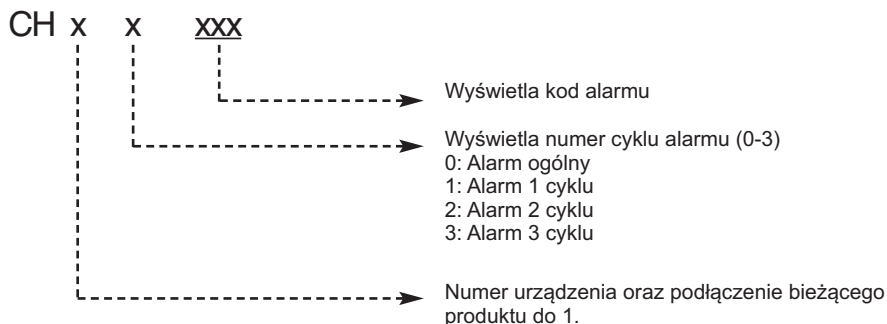 CH x x xxx
Wyświetla kod alarmu
Wyświetla numer cyklu alarmu (0-3)
0: Alarm ogólny
1: Alarm 1 cyklu
2: Alarm 2 cyklu
3: Alarm 3 cyklu
Numer urządzenia oraz podłączenie bieżącego
produktu do 1.